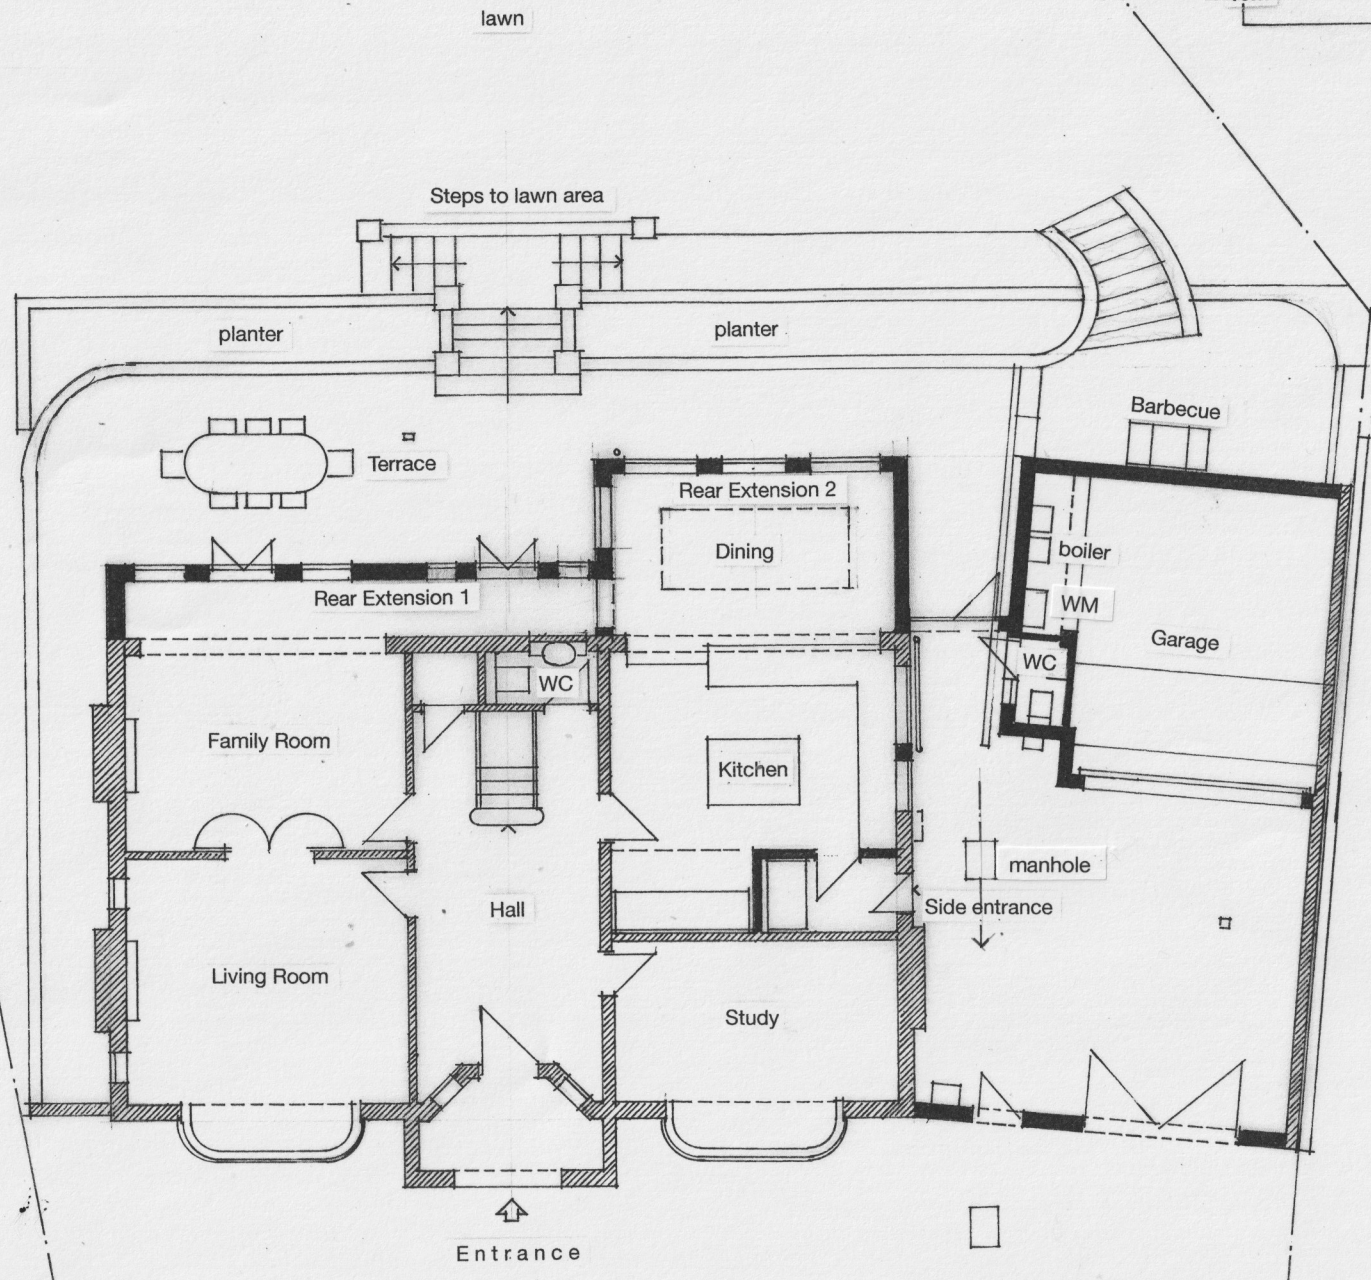 lawn
Steps to lawn area
planter
planter
Barbecue
Terrace
Rear Extension 2
Dining
boiler
Rear Extension 1
WM
Garage
WC
WC
Family Room
Kitchen
manhole
Hall
Side entrance
Living Room
Study
Entrance